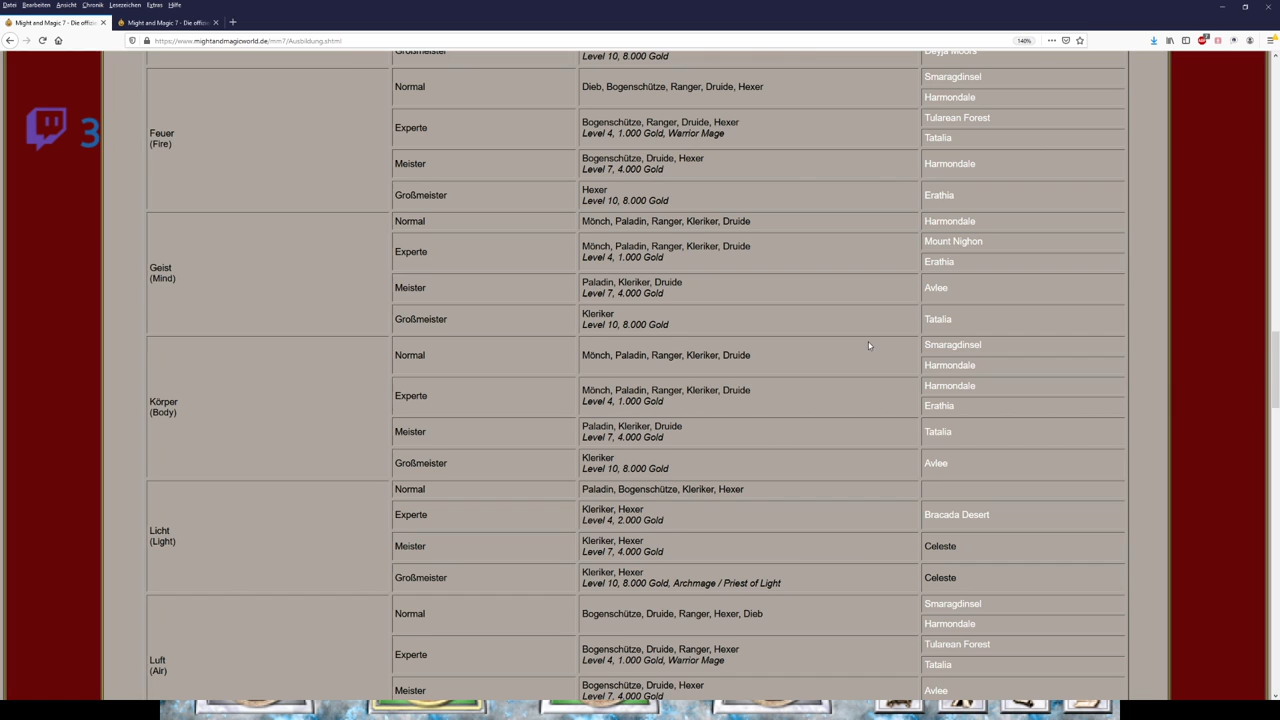 Datei Bearbeiten Ansicht Chronik Lesezeichen Extras Hilfe
Might and Magic 7 - Die offizi
Might and Magic 7 - Die offizi
https://www.mightandmagicworld.de/mm7/Ausbildung.shtml
140%
3
Großmeister
Level 10, 8.000 Gold
Deyja Moors
Feuer
(Fire)
Normal
Dieb, Bogenschütze, Ranger, Druide, Hexer
Smaragdinsel
Harmondale
Experte
Bogenschütze, Ranger, Druide, Hexer
Level 4, 1.000 Gold, Warrior Mage
Tularean Forest
Tatalia
Meister
Bogenschütze, Druide, Hexer
Level 7, 4.000 Gold
Harmondale
Großmeister
Hexer
Level 10, 8.000 Gold
Erathia
Geist
(Mind)
Normal
Mönch, Paladin, Ranger, Kleriker, Druide
Harmondale
Experte
Mönch, Paladin, Ranger, Kleriker, Druide
Level 4, 1.000 Gold
Mount Nighon
Erathia
Meister
Paladin, Kleriker, Druide
Level 7, 4.000 Gold
Avlee
Großmeister
Kleriker
Level 10, 8.000 Gold
Tatalia
Körper
(Body)
Normal
Mönch, Paladin, Ranger, Kleriker, Druide
Smaragdinsel
Harmondale
Experte
Mönch, Paladin, Ranger, Kleriker, Druide
Level 4, 1.000 Gold
Harmondale
Erathia
Meister
Paladin, Kleriker, Druide
Level 7, 4.000 Gold
Tatalia
Großmeister
Kleriker
Level 10, 8.000 Gold
Avlee
Licht
(Light)
Normal
Paladin, Bogenschütze, Kleriker, Hexer
Experte
Kleriker, Hexer
Level 4, 2.000 Gold
Bracada Desert
Meister
Kleriker, Hexer
Level 7, 4.000 Gold
Celeste
Großmeister
Kleriker, Hexer
Level 10, 8.000 Gold, Archmage / Priest of Light
Celeste
Luft
(Air)
Normal
Bogenschütze, Druide, Ranger, Hexer, Dieb
Smaragdinsel
Harmondale
Experte
Bogenschütze, Druide, Ranger, Hexer
Level 4, 1.000 Gold, Warrior Mage
Tularean Forest
Tatalia
Meister
Bogenschütze, Druide, Hexer
Level 7, 4.000 Gold
Avlee